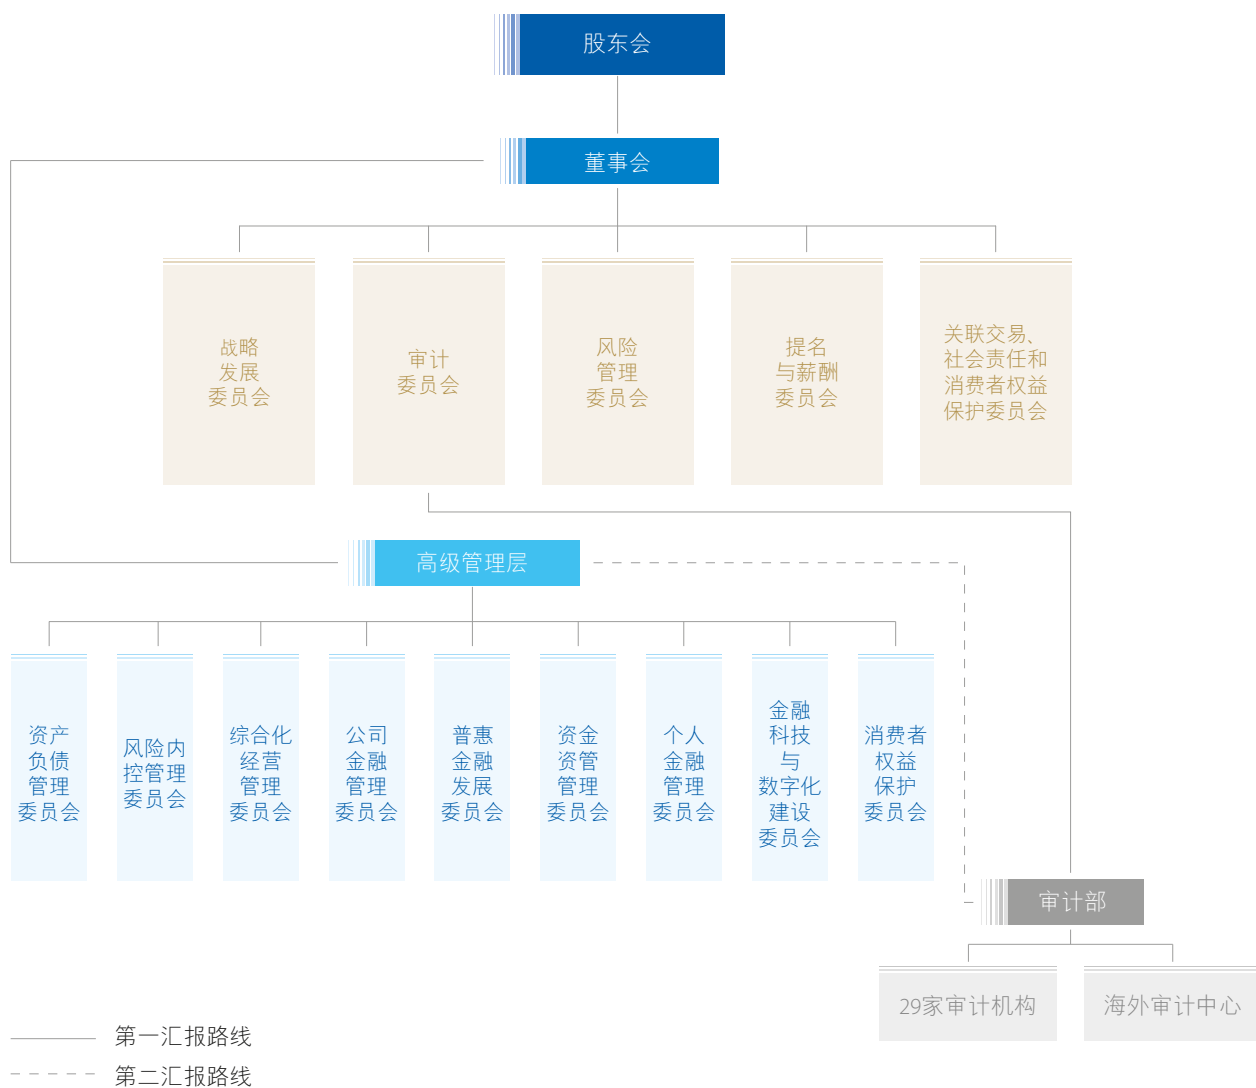 股东会
董事会
战略
发展
委员会
审计
委员会
风险
管理
委员会
提名
与薪酬
委员会
关联交易、
社会责任和
消费者权益
保护委员会
高级管理层
资产
负债
管理
委员会
风险内
控管理
委员会
综合化
经营
管理
委员会
公司
金融
管理
委员会
普惠
金融
发展
委员会
资金
资管
管理
委员会
个人
金融
管理
委员会
金融
科技
与
数字化
建设
委员会
消费者
权益
保护
委员会
审计部
29家审计机构
海外审计中心
第一汇报路线
第二汇报路线